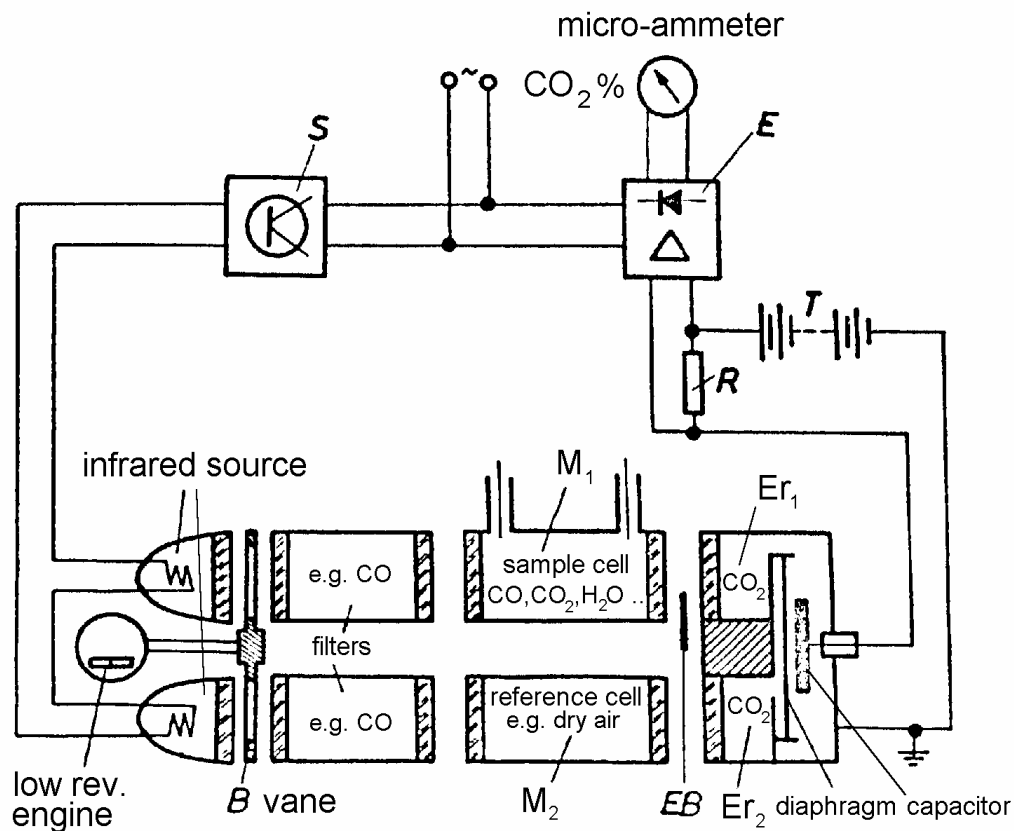 micro-ammeter
~
CO₂ %
S
E
T
R
infrared source
M₁
Er₁
e.g. CO
sample cell
CO, CO₂, H₂O ..
CO₂
filters
e.g. CO
reference cell
e.g. dry air
CO₂
low rev.
engine
B vane
M₂
EB
Er₂
diaphragm capacitor